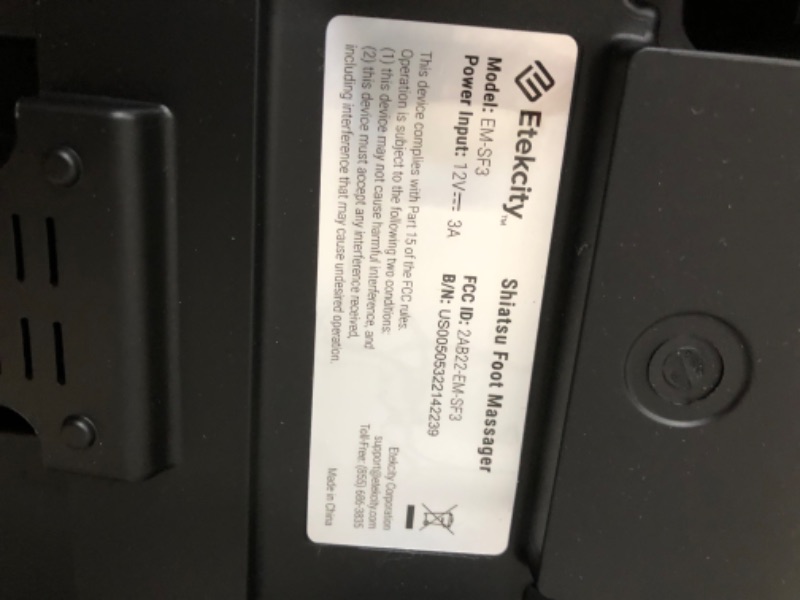 Etekcity™
Shiatsu Foot Massager
Model: EM-SF3
FCC ID: 2AB22-EM-SF3
Power Input: 12V⎓ 3A
B/N: US00505322142239
This device complies with Part 15 of the FCC rules.
Operation is subject to the following two conditions:
(1) this device may not cause harmful interference, and
(2) this device must accept any interference received,
including interference that may cause undesired operation.
Etekcity Corporation
support@etekcity.com
Toll-Free: (855) 686-3835
Made in China